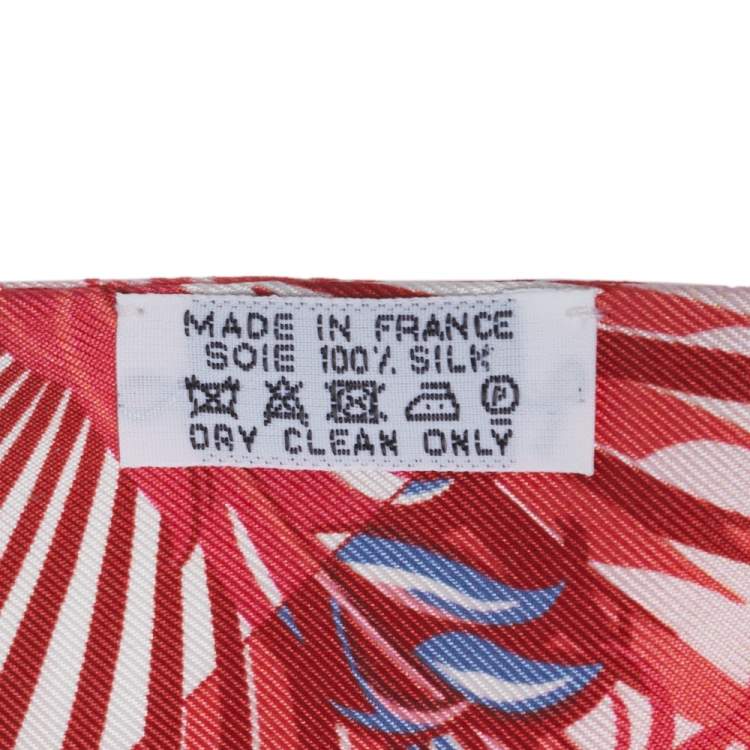 MADE IN FRANCE
SOIE 100% SILK
P
DRY CLEAN ONLY